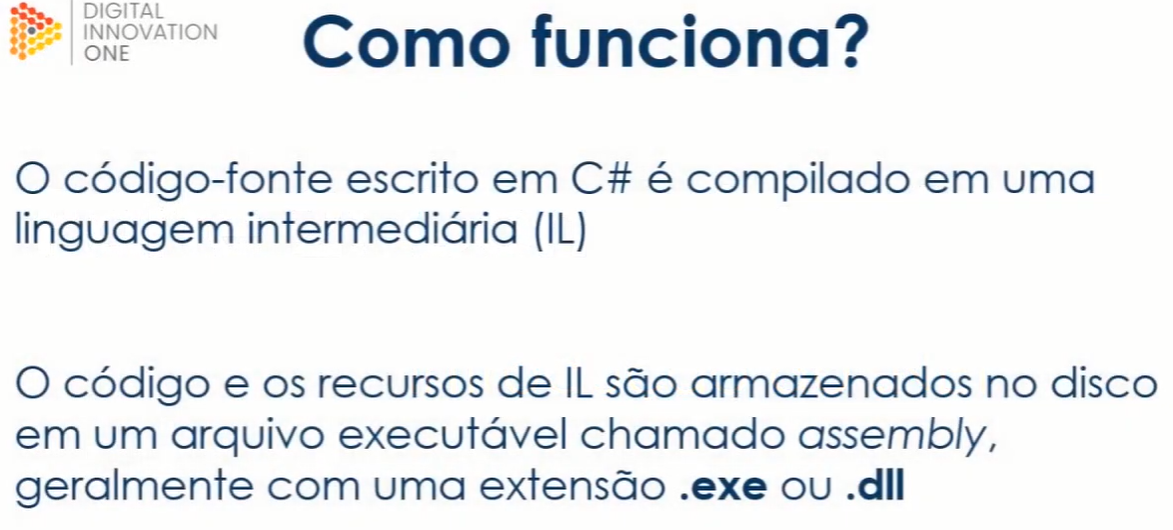 DIGITAL
INNOVATION
ONE
Como funciona?
O código-fonte escrito em C# é compilado em uma
linguagem intermediária (IL)
O código e os recursos de IL são armazenados no disco
em um arquivo executável chamado assembly,
geralmente com uma extensão .exe ou .dll